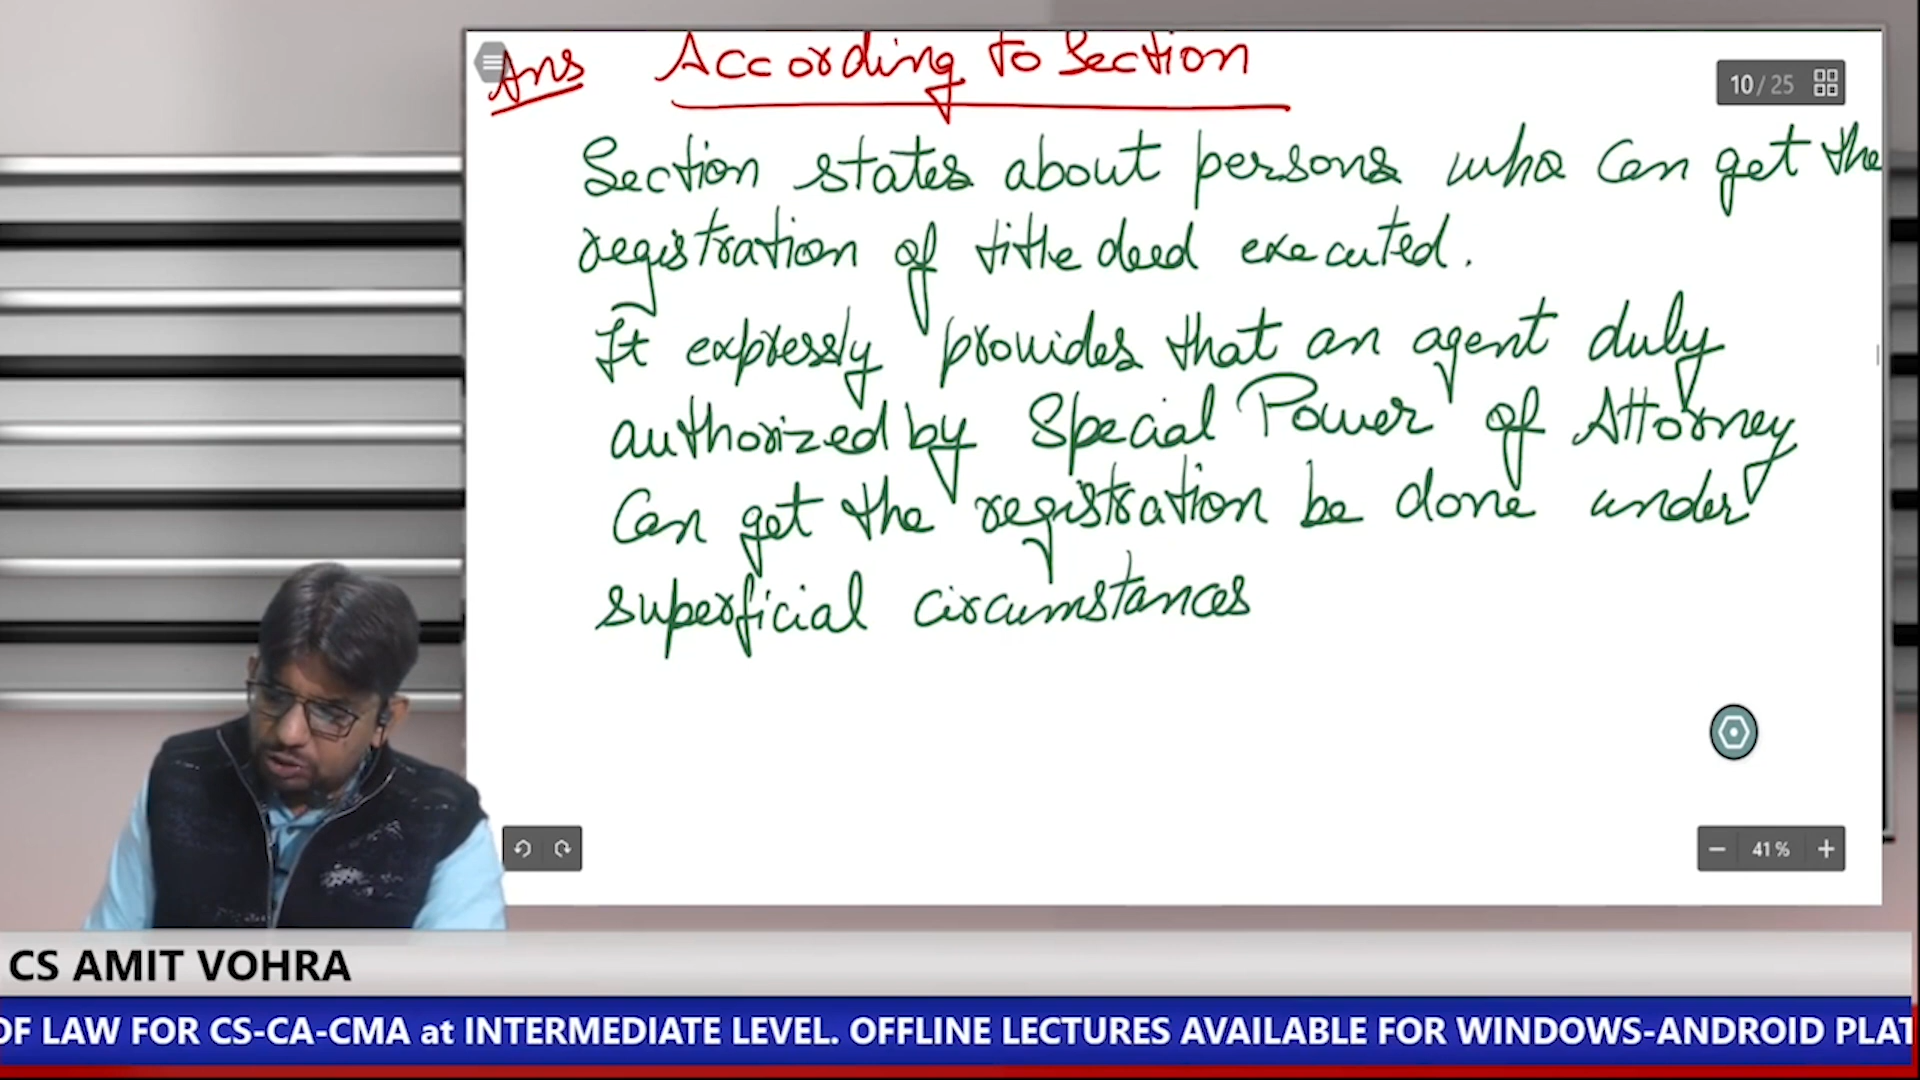 Ans According to Section
10 / 25
Section states about persons who can get the
registration of title deed executed.
It expressly provides that an agent duly
authorized by Special Power of Attorney
can get the registration be done under
superficial circumstances
41 %
CS AMIT VOHRA
OF LAW FOR CS-CA-CMA at INTERMEDIATE LEVEL. OFFLINE LECTURES AVAILABLE FOR WINDOWS-ANDROID PLAT